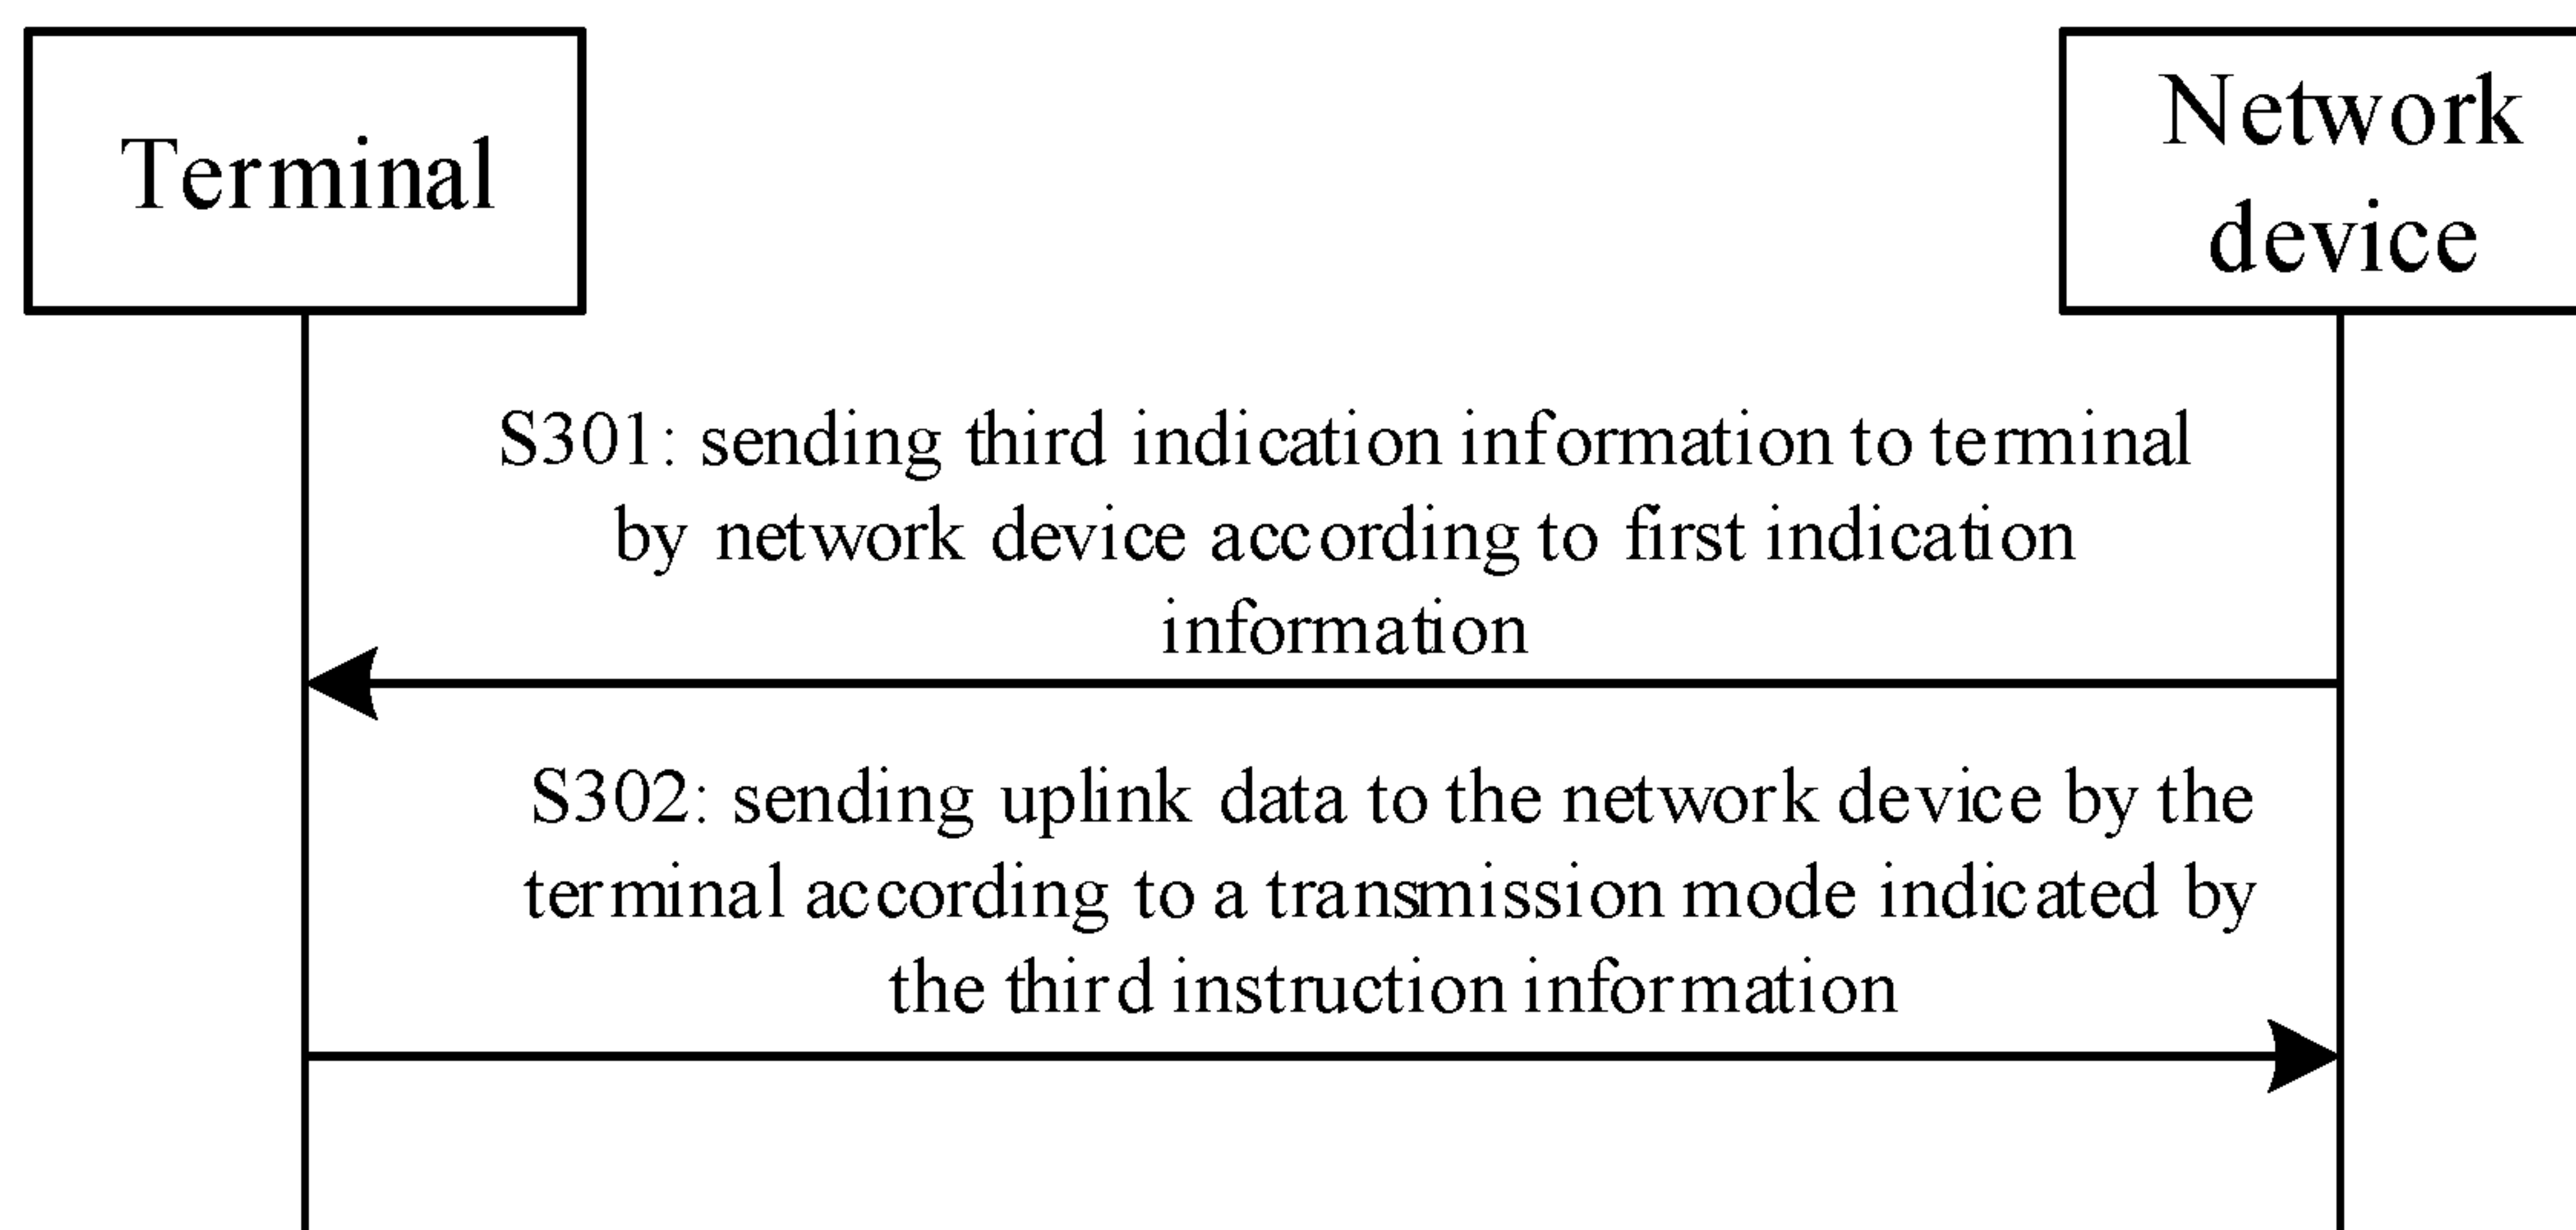 Terminal
Network
device
S301: sending third indication information to terminal
by network device according to first indication
information
S302: sending uplink data to the network device by the
terminal according to a transmission mode indicated by
the third instruction information